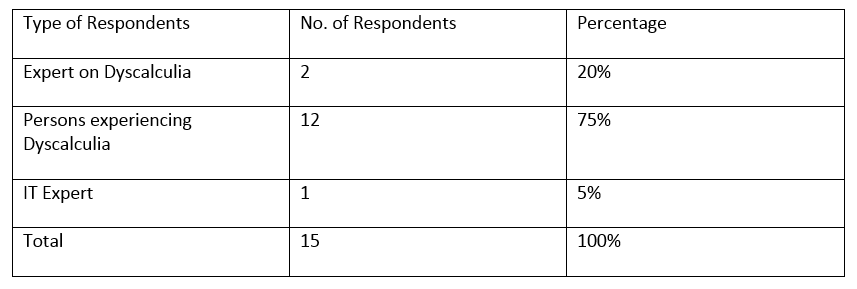 Type of Respondents No. of Respondents Percentage
Expert on Dyscalculia 2 20%
Persons experiencing 12 75%
Dyscalculia
IT Expert 1 5%
Total 15 100%